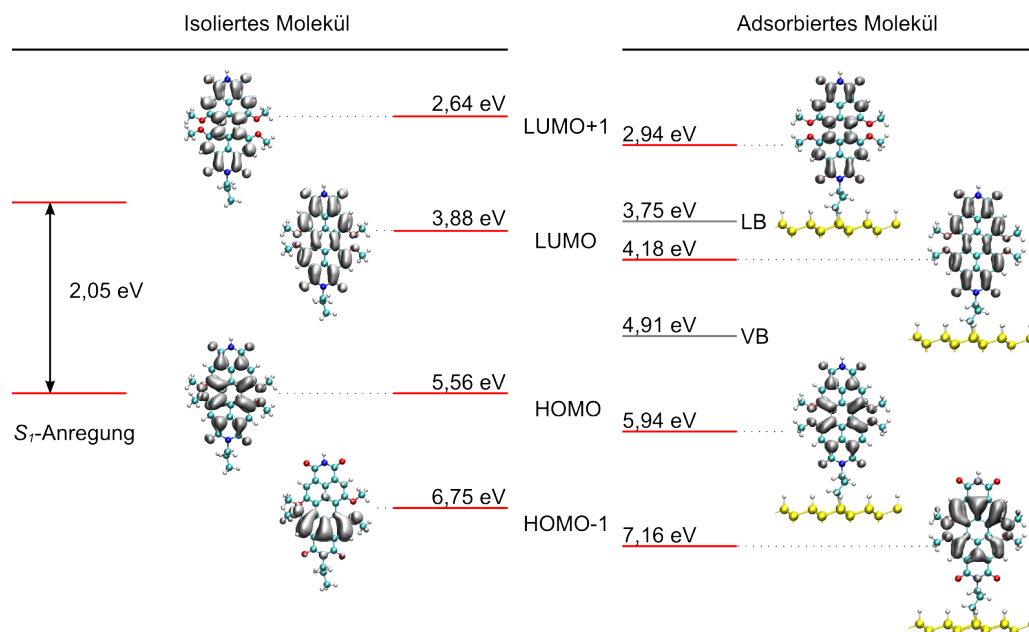 Isoliertes Molekül
Adsorbiertes Molekül
2,64 eV
LUMO+1
2,94 eV
3,88 eV
LUMO
3,75 eV
LB
4,18 eV
2,05 eV
4,91 eV
VB
5,56 eV
HOMO
5,94 eV
S₁-Anregung
6,75 eV
HOMO-1
7,16 eV